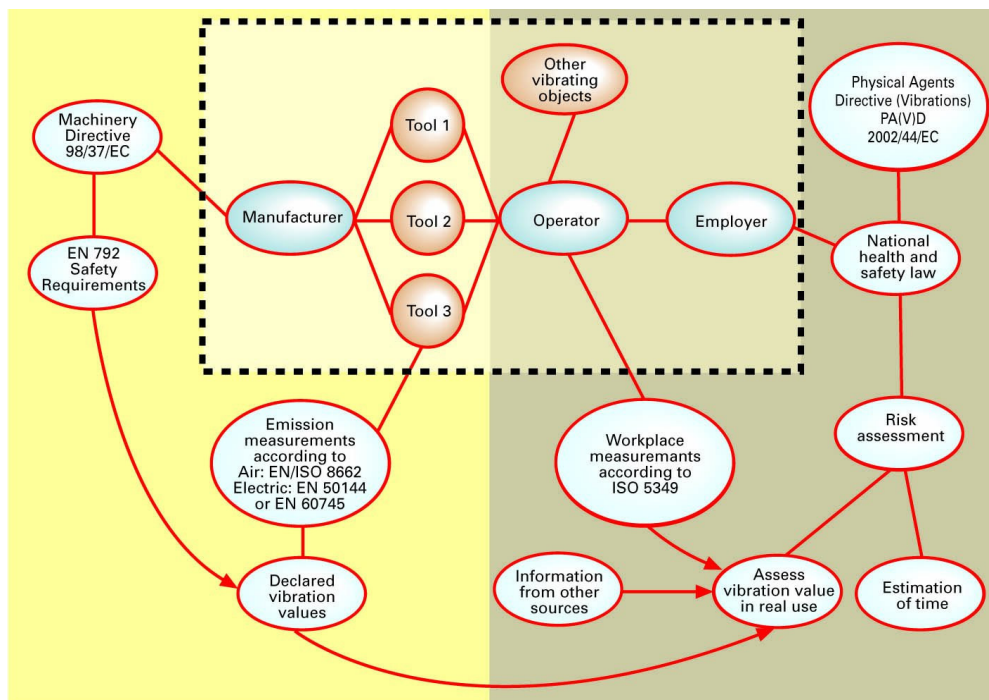 Other
vibrating
objects
Physical Agents
Directive (Vibrations)
PA(V)D
2002/44/EC
Machinery
Directive
98/37/EC
Tool 1
Manufacturer
Tool 2
Operator
Employer
EN 792
Safety
Requirements
National
health and
safety law
Tool 3
Emission
measurements
according to
Air: EN/ISO 8662
Electric: EN 50144
or EN 60745
Workplace
measuremants
according to
ISO 5349
Risk
assessment
Declared
vibration
values
Information
from other
sources
Assess
vibration value
in real use
Estimation
of time